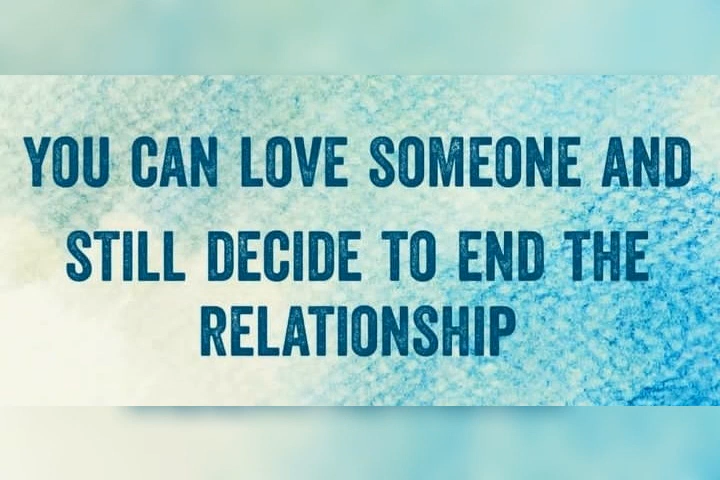 YOU CAN LOVE SOMEONE AND
STILL DECIDE TO END THE
RELATIONSHIP